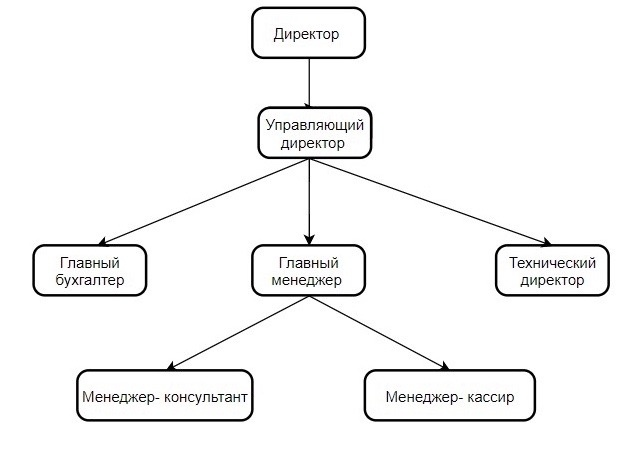 Директор
Управляющий
директор
Главный
бухгалтер
Главный
менеджер
Технический
директор
Менеджер- консультант
Менеджер- кассир